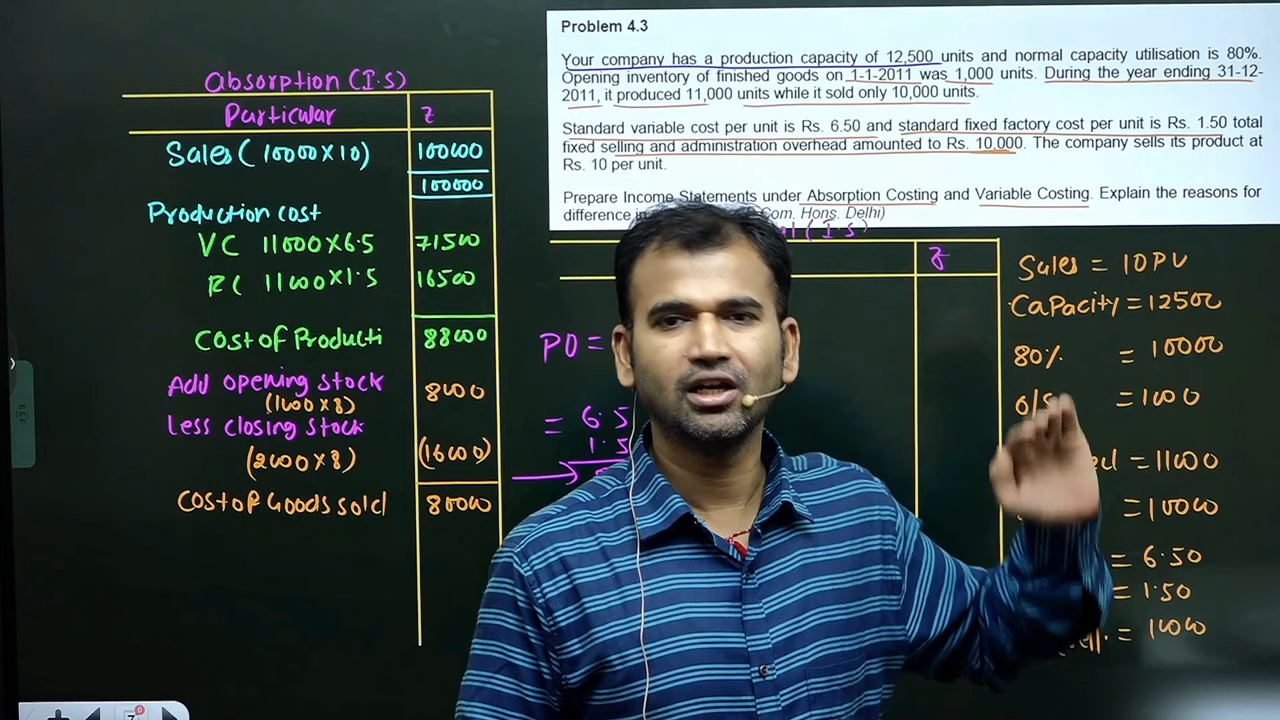 Problem 4.3
Your company has a production capacity of 12,500 units and normal capacity utilisation is 80%.
Opening inventory of finished goods on 1-1-2011 was 1,000 units. During the year ending 31-12-
2011, it produced 11,000 units while it sold only 10,000 units.
Standard variable cost per unit is Rs. 6.50 and standard fixed factory cost per unit is Rs. 1.50 total
fixed selling and administration overhead amounted to Rs. 10,000. The company sells its product at
Rs. 10 per unit.
Prepare Income Statements under Absorption Costing and Variable Costing. Explain the reasons for
difference Com. Hons. Delhi)
Absorption (I.S)
Particular ₹
Sales (10000×10) 100000
100000
Production cost
VC 11000×6.5 71500
FC 11000×1.5 16500
Cost of Producti 88000
Add opening stock 8000
(1000×8)
Less closing stock
(2000×8) (16000)
Cost of Goods sold 80000
(I.S)
₹
PO =
= 6.5
1.5
Sales = 10 PU
Capacity = 12500
80% = 10000
O/S = 1000
= 11000
= 10000
= 6.50
= 1.50
= 1000